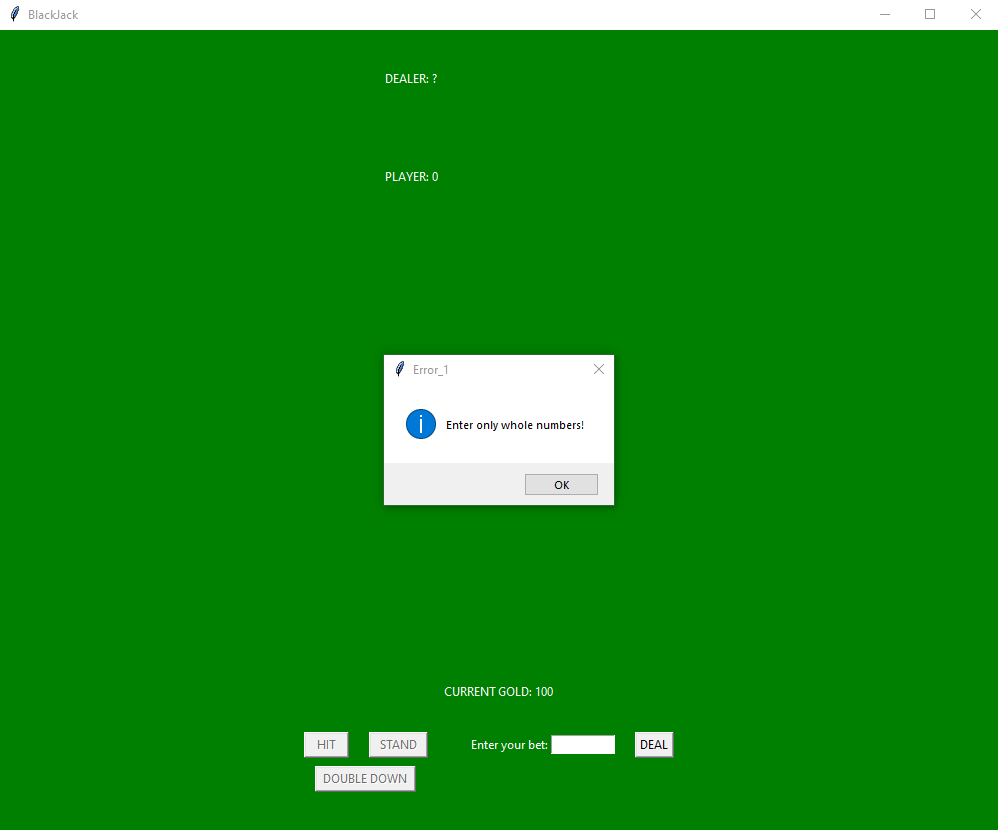 BlackJack
DEALER: ?
PLAYER: 0
Error_1
Enter only whole numbers!
OK
CURRENT GOLD: 100
HIT STAND Enter your bet: DEAL
DOUBLE DOWN